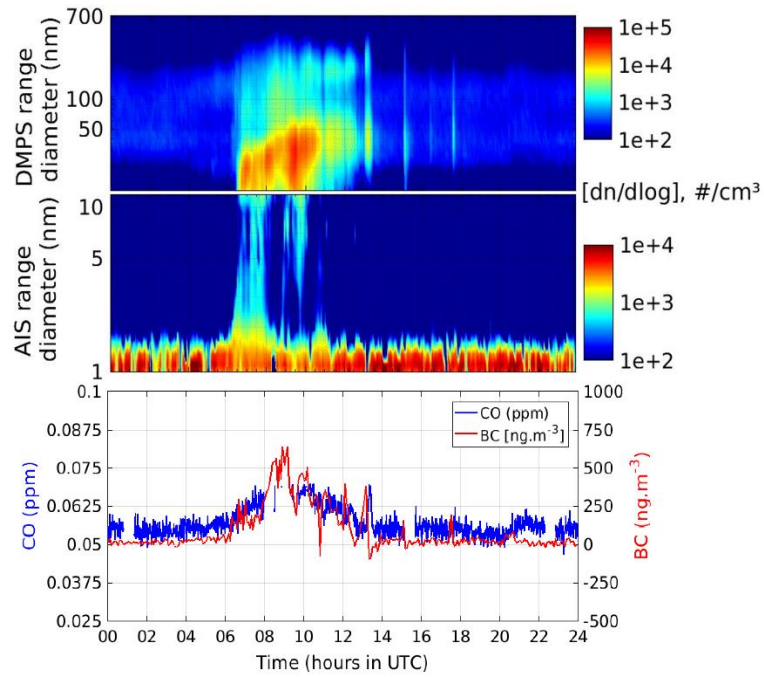 700
100
50
DMPS range
diameter (nm)
1e+5
1e+4
1e+3
1e+2
[dn/dlog], #/cm³
10
5
1
AIS range
diameter (nm)
1e+4
1e+3
1e+2
0.1
0.0875
0.075
0.0625
0.05
0.0375
0.025
CO (ppm)
CO (ppm)
BC [ng.m⁻³]
1000
750
500
250
0
-250
-500
BC (ng.m⁻³)
00 02 04 06 08 10 12 14 16 18 20 22 24
Time (hours in UTC)